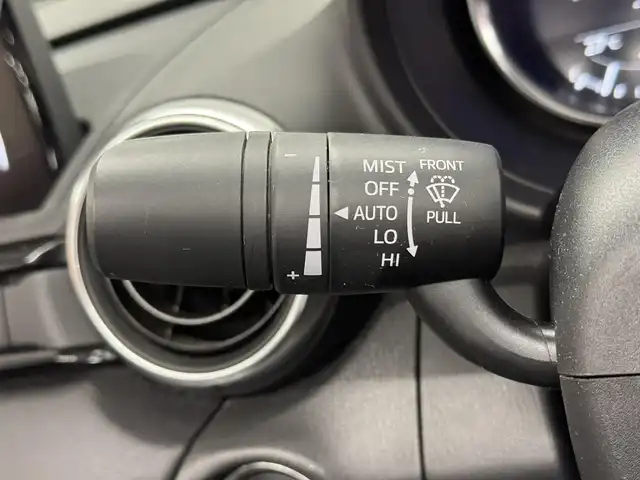 MIST FRONT
OFF
AUTO PULL
LO
HI
−
+